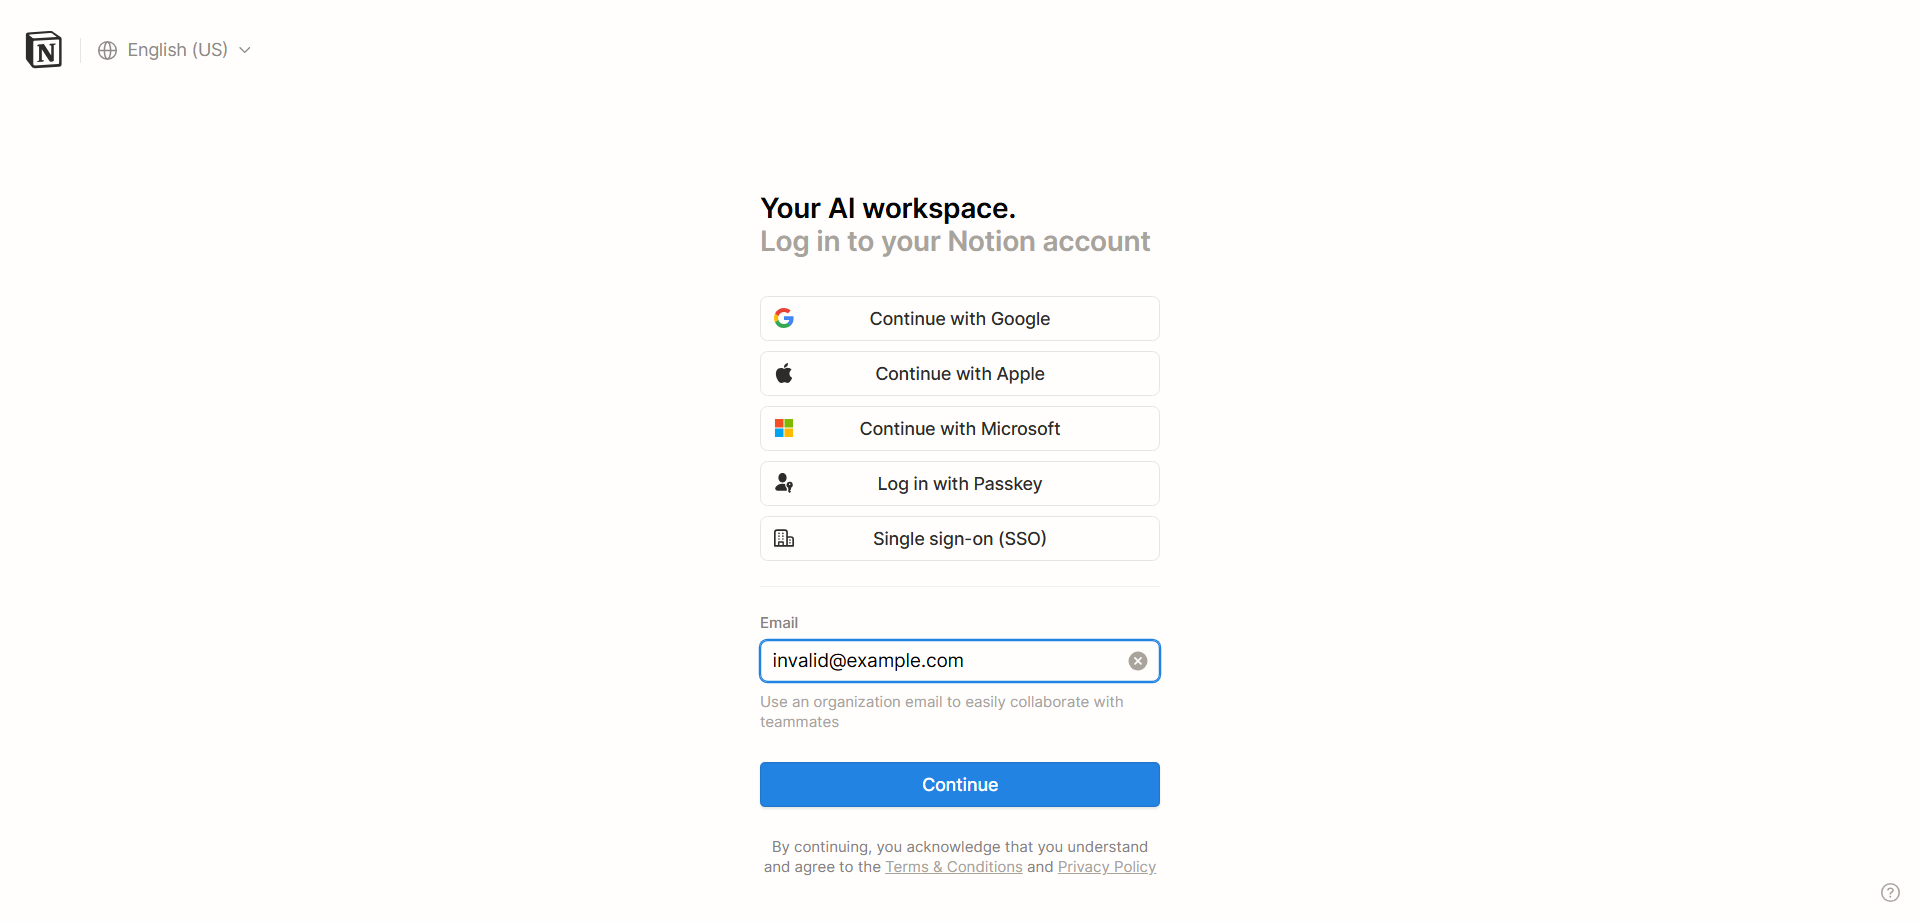 N
English (US)
Your AI workspace.
Log in to your Notion account
Continue with Google
Continue with Apple
Continue with Microsoft
Log in with Passkey
Single sign-on (SSO)
Email
invalid@example.com
Use an organization email to easily collaborate with
teammates
Continue
By continuing, you acknowledge that you understand
and agree to the Terms & Conditions and Privacy Policy
?